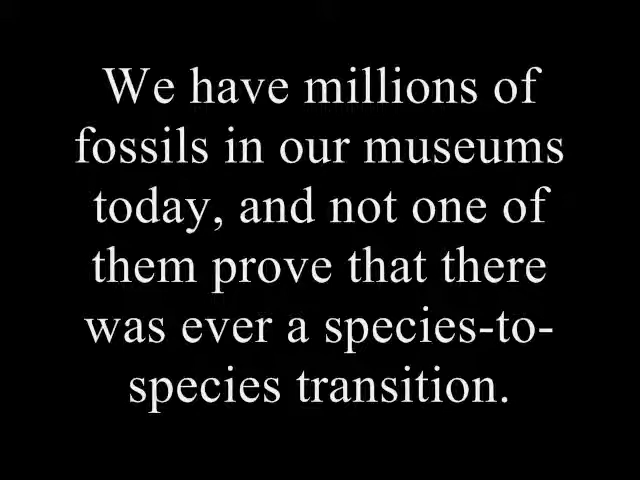 We have millions of
fossils in our museums
today, and not one of
them prove that there
was ever a species-to-
species transition.